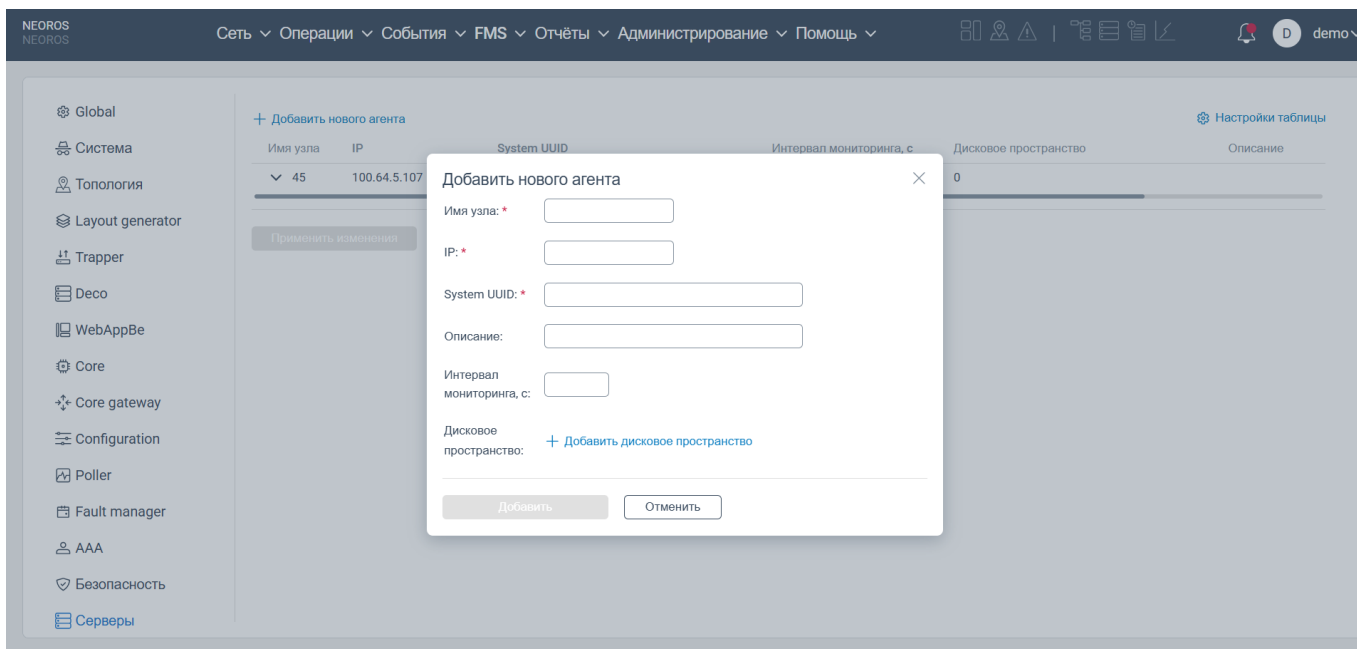 NEOROS
NEOROS
Сеть Операции События FMS Отчёты Администрирование Помощь
D demo
Global
Система
Топология
Layout generator
Trapper
Deco
WebAppBe
Core
Core gateway
Configuration
Poller
Fault manager
AAA
Безопасность
Серверы
+ Добавить нового агента
Настройки таблицы
Имя узла IP System UUID Интервал мониторинга, с Дисковое пространство Описание
45 100.64.5.107 0
Применить изменения
Добавить нового агента
Имя узла: *
IP: *
System UUID: *
Описание:
Интервал
мониторинга, с:
Дисковое
пространство:
+ Добавить дисковое пространство
Добавить Отменить